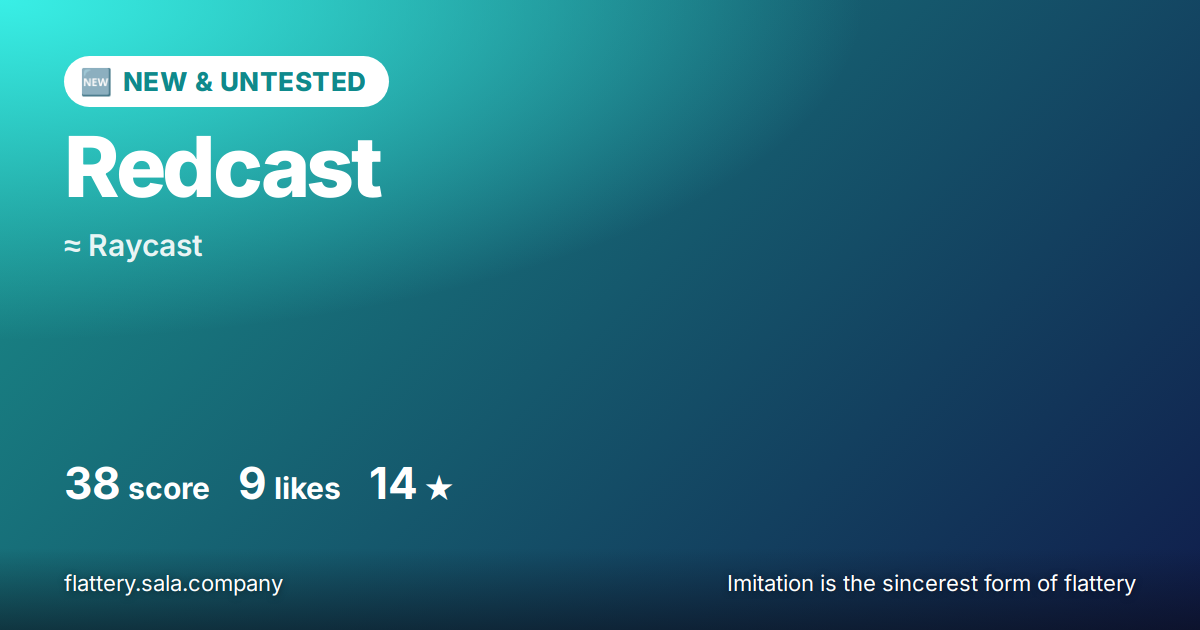 🆕 NEW & UNTESTED
Redcast
≈ Raycast
38 score 9 likes 14 ★
flattery.sala.company
Imitation is the sincerest form of flattery